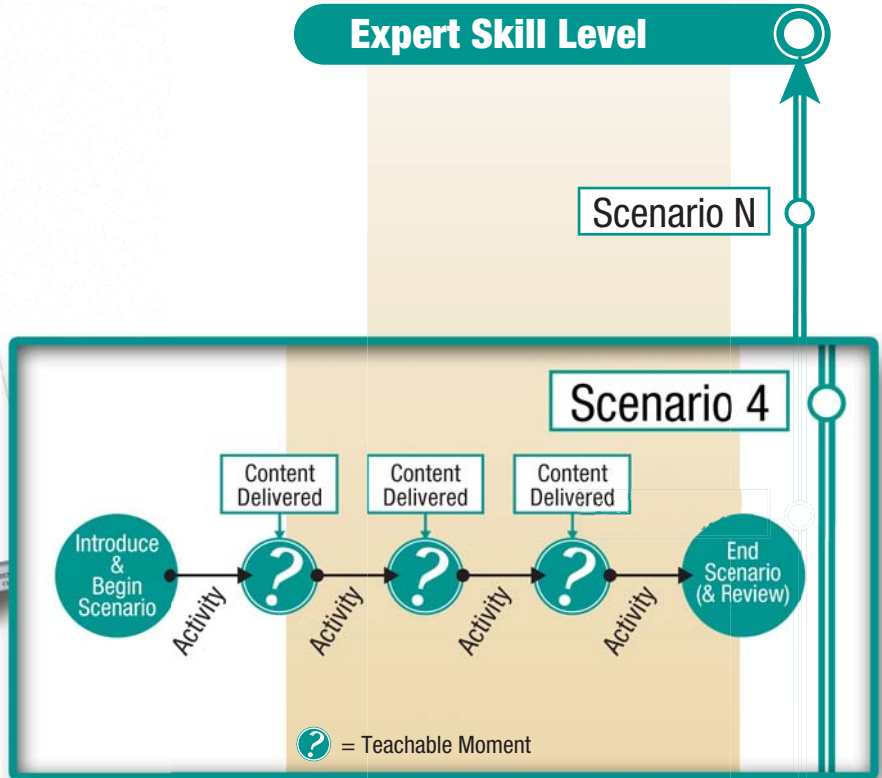 Expert Skill Level
Scenario N
Scenario 4
Content
Delivered
Content
Delivered
Content
Delivered
Introduce
&
Begin
Scenario
Activity
?
Activity
?
Activity
?
Activity
End
Scenario
(& Review)
? = Teachable Moment